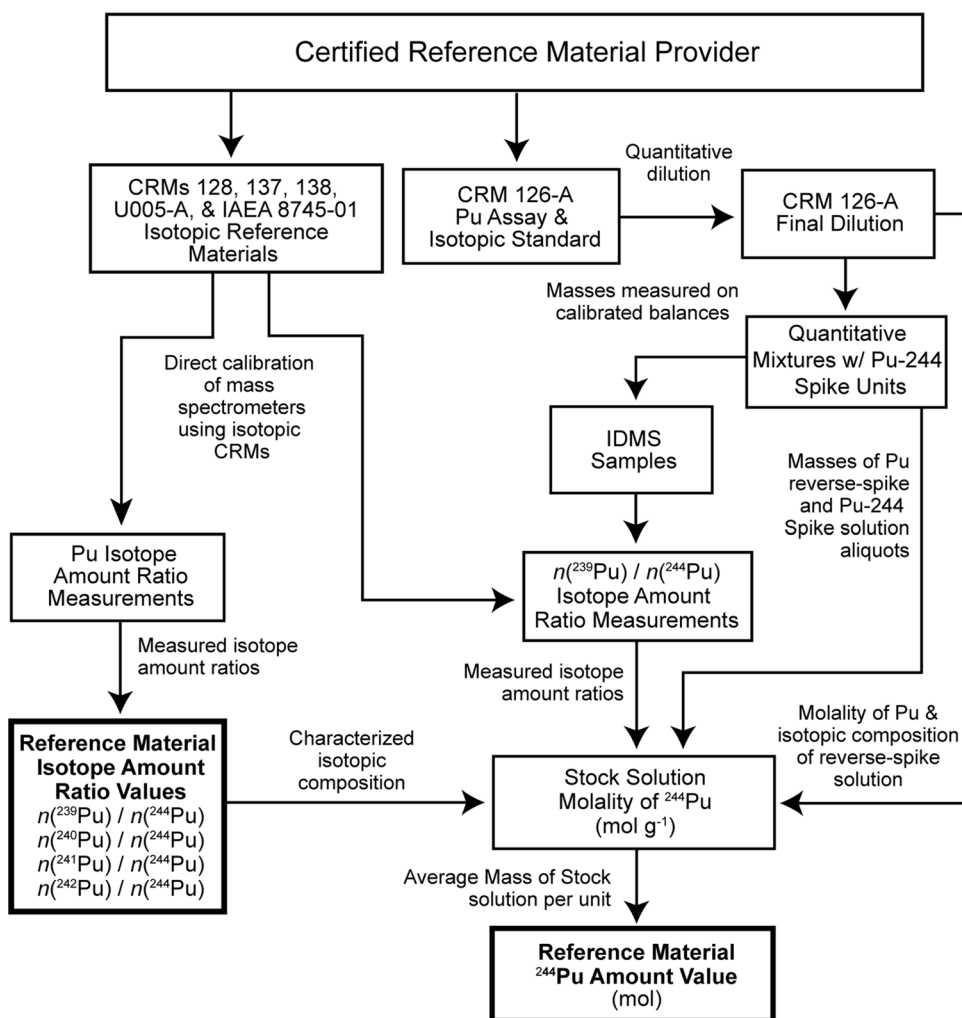 Certified Reference Material Provider
CRMs 128, 137, 138,
U005-A, & IAEA 8745-01
Isotopic Reference
Materials
CRM 126-A
Pu Assay &
Isotopic Standard
Quantitative
dilution
CRM 126-A
Final Dilution
Masses measured on
calibrated balances
Quantitative
Mixtures w/ Pu-244
Spike Units
Direct calibration
of mass
spectrometers
using isotopic
CRMs
IDMS
Samples
Masses of Pu
reverse-spike
and Pu-244
Spike solution
aliquots
Pu Isotope
Amount Ratio
Measurements
n(²³⁹Pu) / n(²⁴⁴Pu)
Isotope Amount
Ratio Measurements
Measured isotope
amount ratios
Measured isotope
amount ratios
Reference Material
Isotope Amount
Ratio Values
n(²³⁹Pu) / n(²⁴⁴Pu)
n(²⁴⁰Pu) / n(²⁴⁴Pu)
n(²⁴¹Pu) / n(²⁴⁴Pu)
n(²⁴²Pu) / n(²⁴⁴Pu)
Characterized
isotopic
composition
Stock Solution
Molality of ²⁴⁴Pu
(mol g⁻¹)
Molality of Pu &
isotopic composition
of reverse-spike
solution
Average Mass of Stock
solution per unit
Reference Material
²⁴⁴Pu Amount Value
(mol)